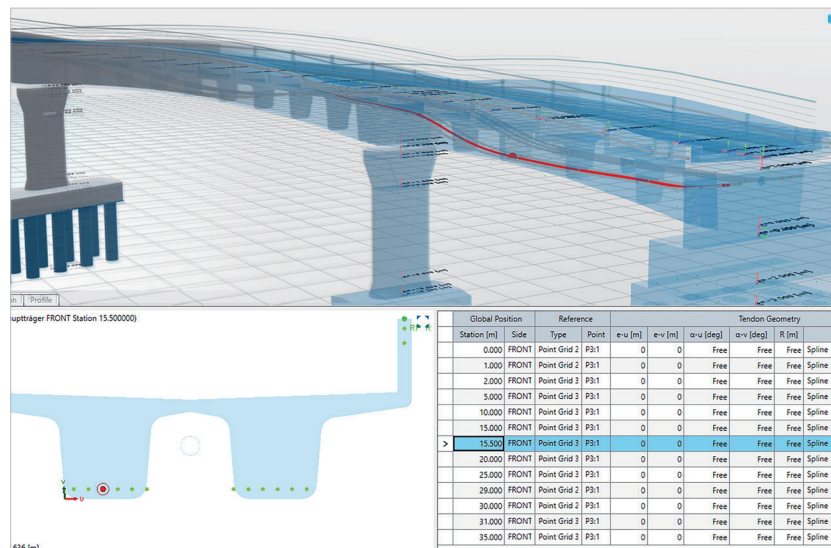 Profile
uptträger FRONT Station 15.500000)
Global Position Reference Tendon Geometry
Station [m] Side Type Point e-u [m] e-v [m] α-u [deg] α-v [deg] R [m]
0.000 FRONT Point Grid 2 P3:1 0 0 Free Free Free Spline
1.000 FRONT Point Grid 3 P3:1 0 0 Free Free Free Spline
2.000 FRONT Point Grid 3 P3:1 0 0 Free Free Free Spline
5.000 FRONT Point Grid 3 P3:1 0 0 Free Free Free Spline
10.000 FRONT Point Grid 3 P3:1 0 0 Free Free Free Spline
15.000 FRONT Point Grid 3 P3:1 0 0 Free Free Free Spline
> 15.500 FRONT Point Grid 3 P3:1 0 0 Free Free Free Spline
20.000 FRONT Point Grid 3 P3:1 0 0 Free Free Free Spline
25.000 FRONT Point Grid 3 P3:1 0 0 Free Free Free Spline
29.000 FRONT Point Grid 2 P3:1 0 0 Free Free Free Spline
30.000 FRONT Point Grid 2 P3:1 0 0 Free Free Free Spline
31.000 FRONT Point Grid 3 P3:1 0 0 Free Free Free Spline
35.000 FRONT Point Grid 3 P3:1 0 0 Free Free Free Spline
v
u